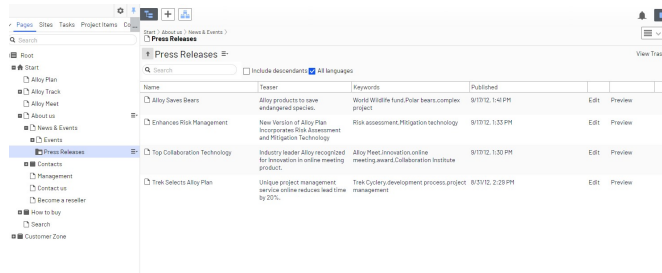 Pages Sites Tasks Project Items Co
Search
Root
Start
Alloy Plan
Alloy Track
Alloy Meet
About us
News & Events
Events
Press Releases
Contacts
Management
Contact us
Become a reseller
How to buy
Search
Customer Zone
Start 〉 About us 〉 News & Events 〉
Press Releases
Press Releases
View Tras
Search
Include descendants All languages
Name Teaser Keywords Published
Alloy Saves Bears Alloy products to save World Wildlife fund,Polar bears,complex 9/17/12, 1:41 PM Edit Preview
endangered species. project
Enhances Risk Management New Version of Alloy Plan Risk assessment,Mitigation technology 9/17/12, 1:33 PM Edit Preview
Incorporates Risk Assessment
and Mitigation Technology
Top Collaboration Technology Industry leader Alloy recognized Alloy Meet,innovation,online 9/17/12, 1:30 PM Edit Preview
for innovation in online meeting meeting,award,Collaboration Institute
product.
Trek Selects Alloy Plan Unique project management Trek Cyclery,development process,project 8/31/12, 2:29 PM Edit Preview
service online reduces lead time management
by 20%.